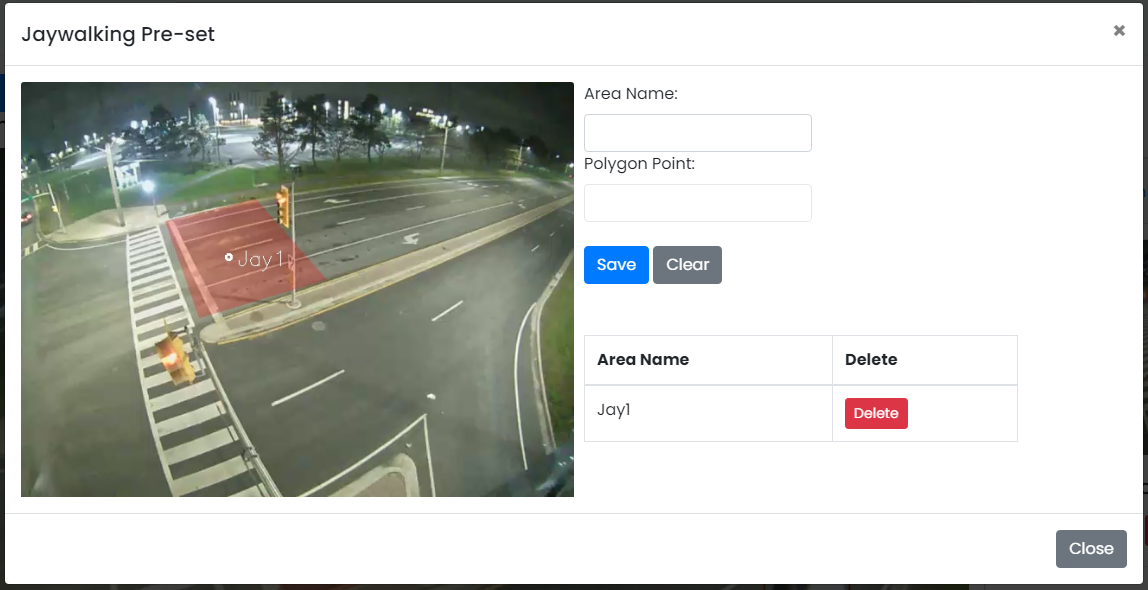 Jaywalking Pre-set
×
Area Name:
Polygon Point:
Jay1
Save Clear
Area Name Delete
Jay1 Delete
Close